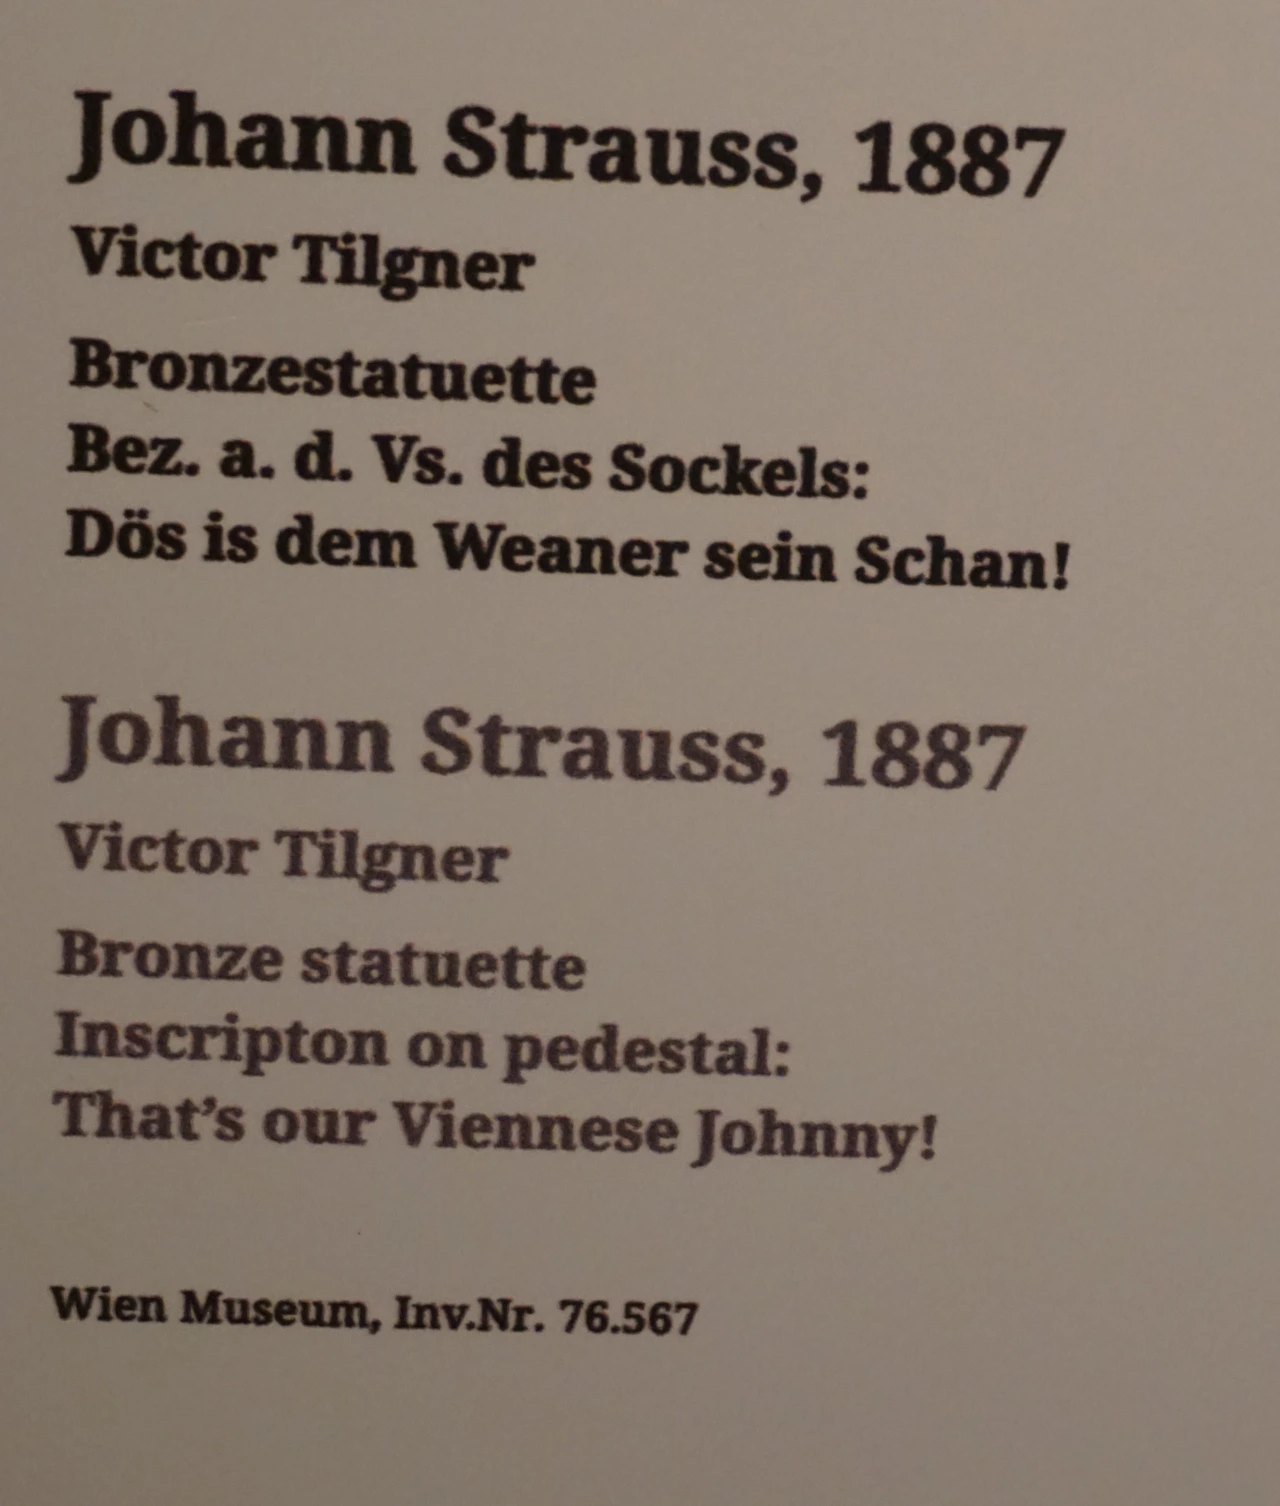 Johann Strauss, 1887
Victor Tilgner
Bronzestatuette
Bez. a. d. Vs. des Sockels:
Dös is dem Weaner sein Schan!
Johann Strauss, 1887
Victor Tilgner
Bronze statuette
Inscripton on pedestal:
That’s our Viennese Johnny!
Wien Museum, Inv.Nr. 76.567